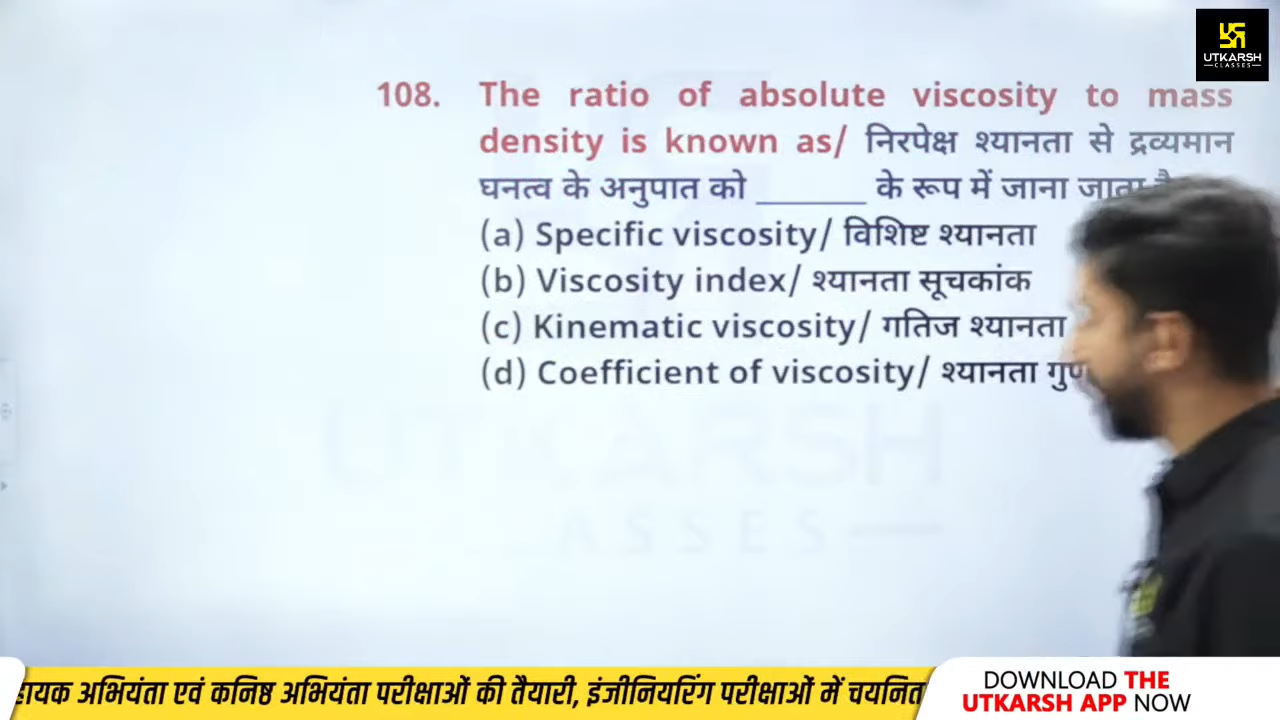 UTKARSH
CLASSES
108. The ratio of absolute viscosity to mass
density is known as/ निरपेक्ष श्यानता से द्रव्यमान
घनत्व के अनुपात को _______ के रूप में जाना जाता
(a) Specific viscosity/ विशिष्ट श्यानता
(b) Viscosity index/ श्यानता सूचकांक
(c) Kinematic viscosity/ गतिज श्यानता
(d) Coefficient of viscosity/ श्यानता
UTKARSH
ASSES
अभियंता एवं कनिष्ठ अभियंता परीक्षाओं की तैयारी, इंजीनियरिंग परीक्षाओं में
DOWNLOAD THE
UTKARSH APP NOW